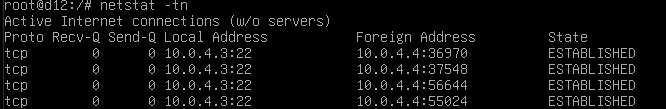 root@d12:/# netstat -tn
Active Internet connections (w/o servers)
Proto Recv-Q Send-Q Local Address           Foreign Address         State
tcp        0      0 10.0.4.3:22             10.0.4.4:36970          ESTABLISHED
tcp        0      0 10.0.4.3:22             10.0.4.4:37548          ESTABLISHED
tcp        0      0 10.0.4.3:22             10.0.4.4:56644          ESTABLISHED
tcp        0      0 10.0.4.3:22             10.0.4.4:55024          ESTABLISHED